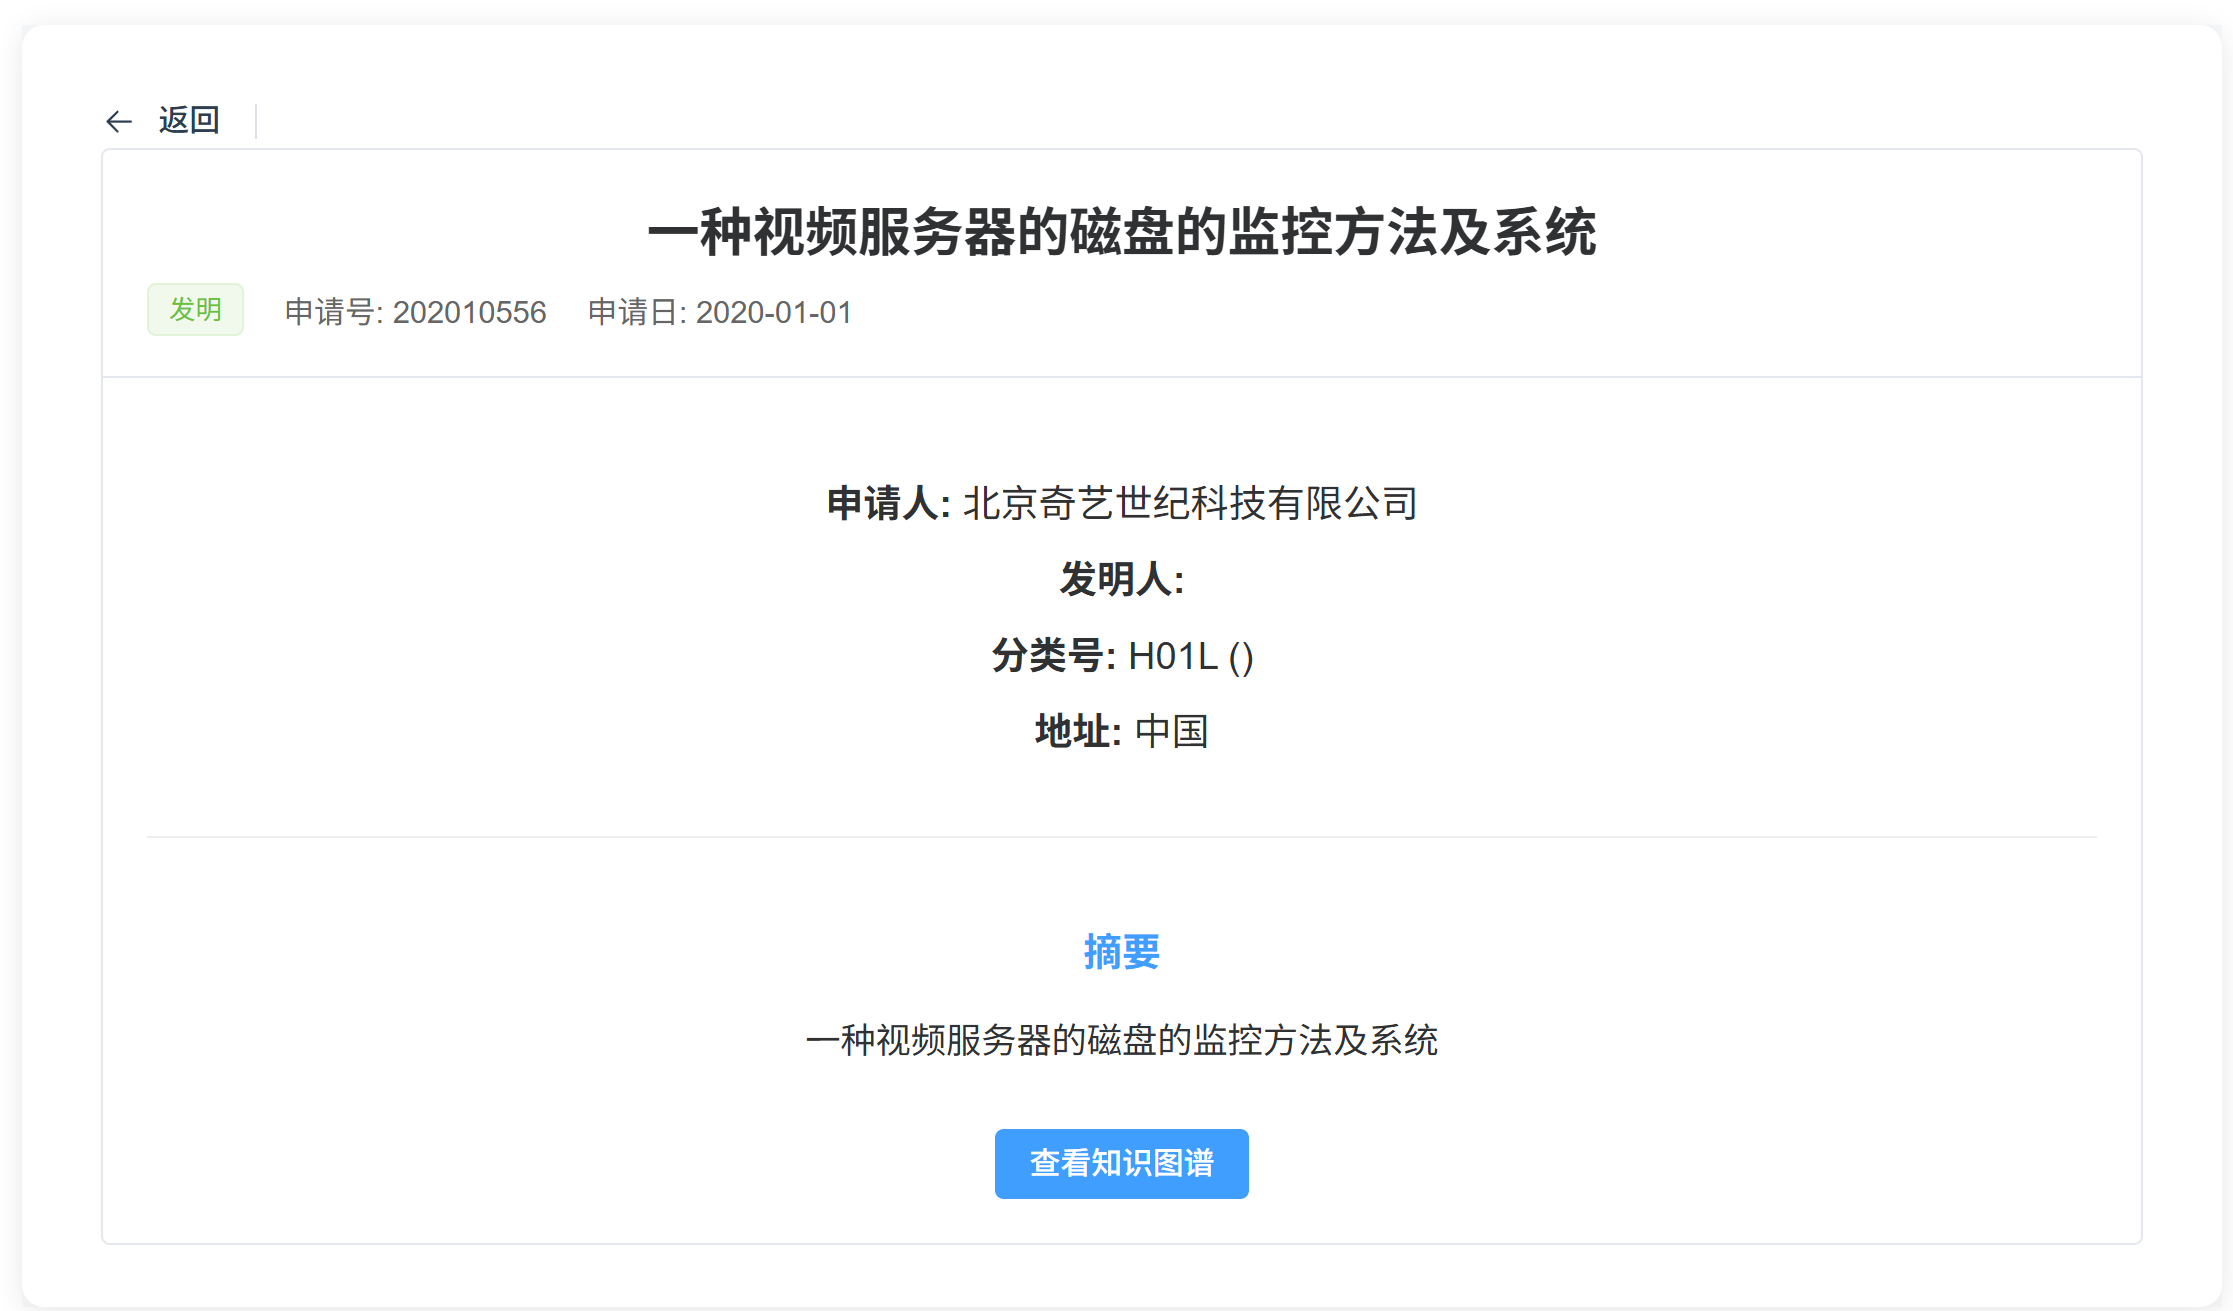 返回
一种视频服务器的磁盘的监控方法及系统
发明 申请号: 202010556 申请日: 2020-01-01
申请人: 北京奇艺世纪科技有限公司
发明人:
分类号: H01L ()
地址: 中国
摘要
一种视频服务器的磁盘的监控方法及系统
查看知识图谱